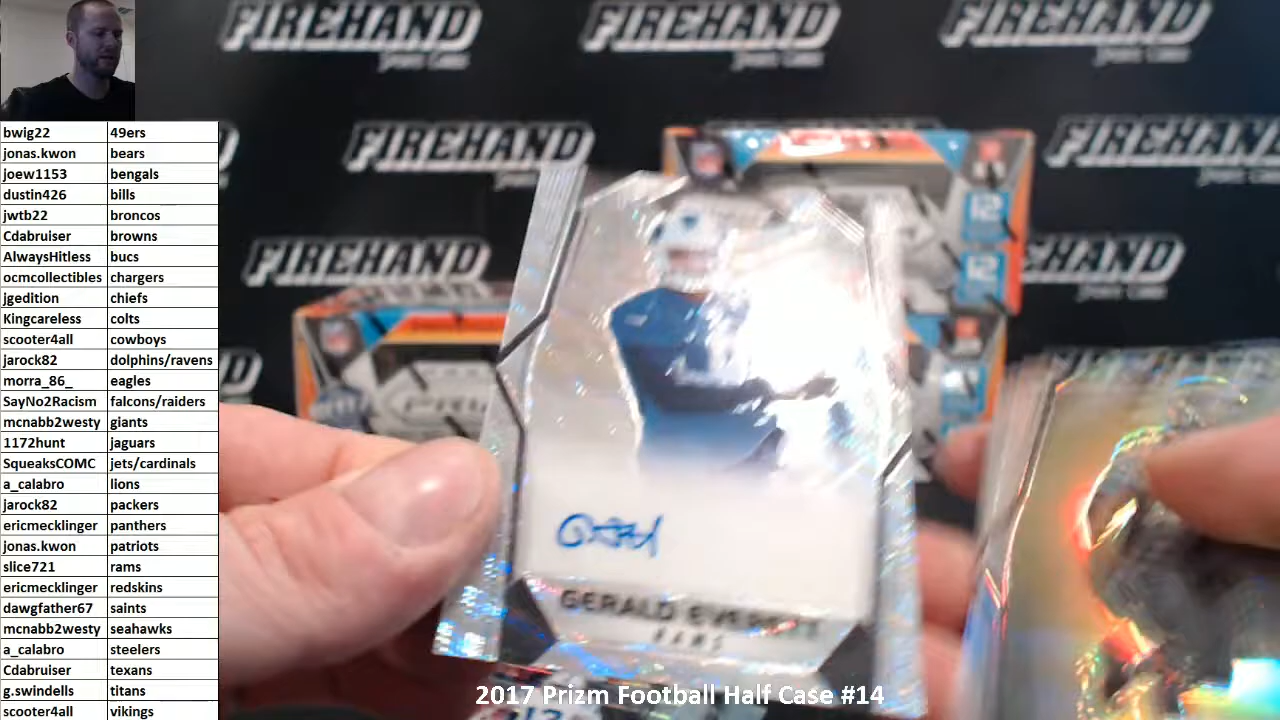 FIREHAND
FIREHAND
FIREHAND
FIREHAND
FIREHAND
FIREHAND
FIREHAND
12
12
bwig22 49ers
jonas.kwon bears
joew1153 bengals
dustin426 bills
jwtb22 broncos
Cdabruiser browns
AlwaysHitless bucs
ocmcollectibles chargers
jgedition chiefs
Kingcareless colts
scooter4all cowboys
jarock82 dolphins/ravens
morra_86_ eagles
SayNo2Racism falcons/raiders
mcnabb2westy giants
1172hunt jaguars
SqueaksCOMC jets/cardinals
a_calabro lions
jarock82 packers
ericmecklinger panthers
jonas.kwon patriots
slice721 rams
ericmecklinger redskins
dawgfather67 saints
mcnabb2westy seahawks
a_calabro steelers
Cdabruiser texans
g.swindells titans
scooter4all vikings
GERALD EVERETT
RAMS
2017 Prizm Football Half Case #14